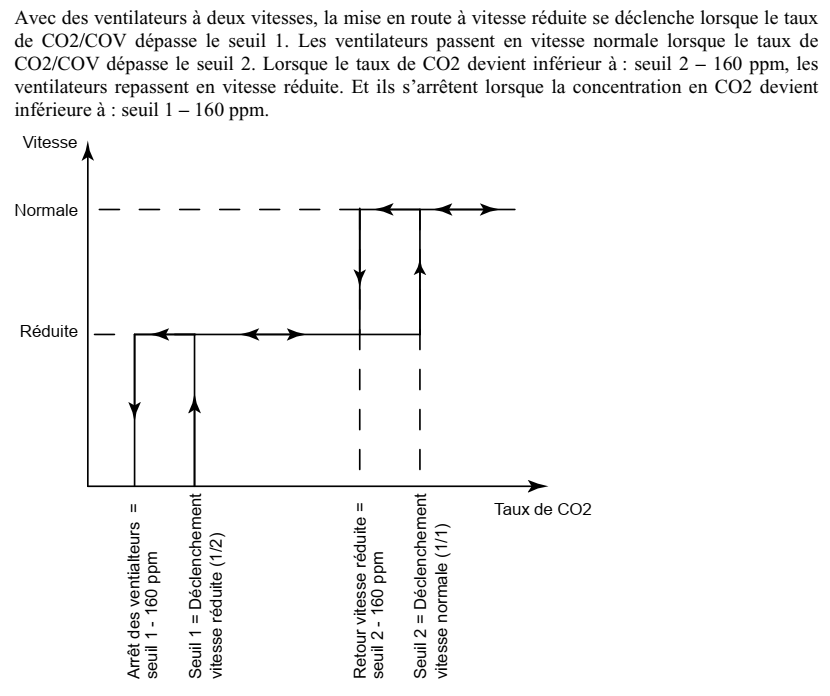 Avec des ventilateurs à deux vitesses, la mise en route à vitesse réduite se déclenche lorsque le taux
de CO2/COV dépasse le seuil 1. Les ventilateurs passent en vitesse normale lorsque le taux de
CO2/COV dépasse le seuil 2. Lorsque le taux de CO2 devient inférieur à : seuil 2 – 160 ppm, les
ventilateurs repassent en vitesse réduite. Et ils s’arrêtent lorsque la concentration en CO2 devient
inférieure à : seuil 1 – 160 ppm.
Vitesse
Normale
Réduite
Taux de CO2
Arrêt des ventialteurs =
seuil 1 - 160 ppm
Seuil 1 = Déclenchement
vitesse réduite (1/2)
Retour vitesse réduite =
seuil 2 - 160 ppm
Seuil 2 = Déclenchement
vitesse normale (1/1)